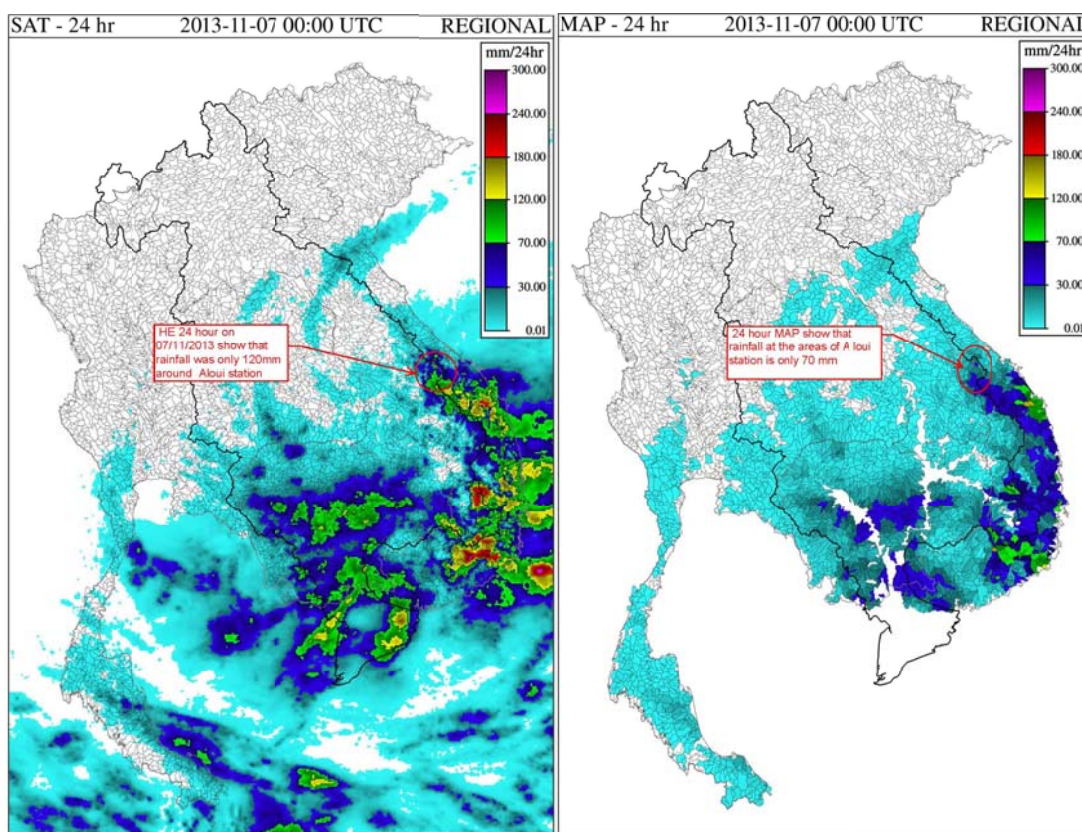 SAT - 24 hr 2013-11-07 00:00 UTC REGIONAL
mm/24hr
300.00
240.00
180.00
120.00
70.00
30.00
0.01
HE 24 hour on
07/11/2013 show that
rainfall was only 120mm
around Aloui station
MAP - 24 hr 2013-11-07 00:00 UTC REGIONAL
mm/24hr
300.00
240.00
180.00
120.00
70.00
30.00
0.01
24 hour MAP show that
rainfall at the areas of A loui
station is only 70 mm